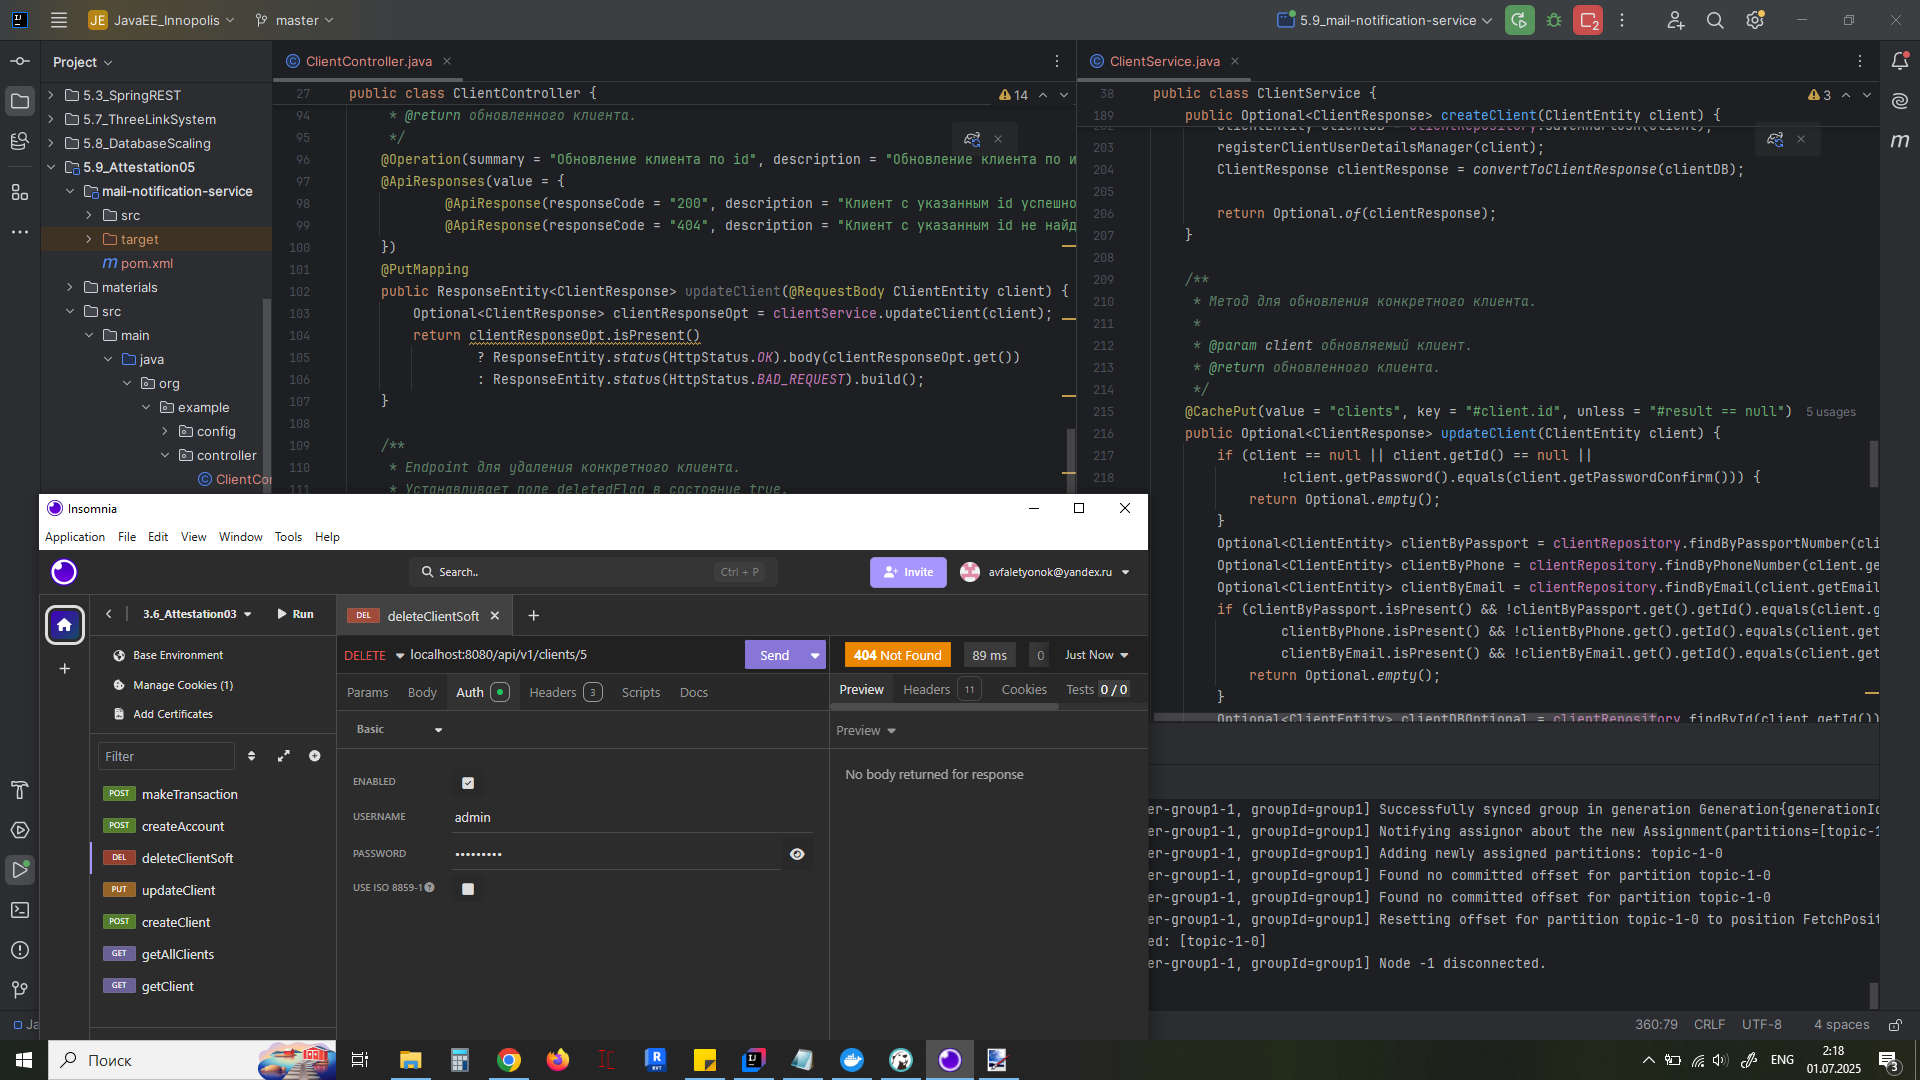 JE JavaEE_Innopolis master 5.9_mail-notification-service 2
Project
5.3_SpringREST
5.7_ThreeLinkSystem
5.8_DatabaseScaling
5.9_Attestation05
mail-notification-service
src
target
pom.xml
materials
src
main
java
org
example
config
controller
ClientCo
ClientController.java
27 public class ClientController { 14
94 * @return обновленного клиента.
95 */
96 @Operation(summary = "Обновление клиента по id", description = "Обновление клиента по и
97 @ApiResponses(value = {
98 @ApiResponse(responseCode = "200", description = "Клиент с указанным id успешно
99 @ApiResponse(responseCode = "404", description = "Клиент с указанным id не найд
100 })
101 @PutMapping
102 public ResponseEntity<ClientResponse> updateClient(@RequestBody ClientEntity client) {
103 Optional<ClientResponse> clientResponseOpt = clientService.updateClient(client);
104 return clientResponseOpt.isPresent()
105 ? ResponseEntity.status(HttpStatus.OK).body(clientResponseOpt.get())
106 : ResponseEntity.status(HttpStatus.BAD_REQUEST).build();
107 }
108
109 /**
110 * Endpoint для удаления конкретного клиента.
111 * Устанавливает поле deletedFlag в состояние true.
ClientService.java
38 public class ClientService { 3
189 public Optional<ClientResponse> createClient(ClientEntity client) {
203 registerClientUserDetailsManager(client);
204 ClientResponse clientResponse = convertToClientResponse(clientDB);
205
206 return Optional.of(clientResponse);
207 }
208
209 /**
210 * Метод для обновления конкретного клиента.
211 *
212 * @param client обновляемый клиент.
213 * @return обновленного клиента.
214 */
215 @CachePut(value = "clients", key = "#client.id", unless = "#result == null") 5 usages
216 public Optional<ClientResponse> updateClient(ClientEntity client) {
217 if (client == null || client.getId() == null ||
218 !client.getPassword().equals(client.getPasswordConfirm())) {
return Optional.empty();
}
Optional<ClientEntity> clientByPassport = clientRepository.findByPassportNumber(cli
Optional<ClientEntity> clientByPhone = clientRepository.findByPhoneNumber(client.ge
Optional<ClientEntity> clientByEmail = clientRepository.findByEmail(client.getEmail
if (clientByPassport.isPresent() && !clientByPassport.get().getId().equals(client.g
clientByPhone.isPresent() && !clientByPhone.get().getId().equals(client.get
clientByEmail.isPresent() && !clientByEmail.get().getId().equals(client.get
return Optional.empty();
}
Optional<ClientEntity> clientDBOptional = clientRepository.findById(client.getId())
er-group1-1, groupId=group1] Successfully synced group in generation Generation{generationId
er-group1-1, groupId=group1] Notifying assignor about the new Assignment(partitions=[topic-1
er-group1-1, groupId=group1] Adding newly assigned partitions: topic-1-0
er-group1-1, groupId=group1] Found no committed offset for partition topic-1-0
er-group1-1, groupId=group1] Found no committed offset for partition topic-1-0
er-group1-1, groupId=group1] Resetting offset for partition topic-1-0 to position FetchPosit
ed: [topic-1-0]
er-group1-1, groupId=group1] Node -1 disconnected.
Ja 360:79 CRLF UTF-8 4 spaces
Insomnia
Application File Edit View Window Tools Help
Search.. Ctrl + P Invite avfaletyonok@yandex.ru
3.6_Attestation03 Run
Base Environment
Manage Cookies (1)
Add Certificates
Filter
POST makeTransaction
POST createAccount
DEL deleteClientSoft
PUT updateClient
POST createClient
GET getAllClients
GET getClient
DEL deleteClientSoft
DELETE localhost:8080/api/v1/clients/5 Send
Params Body Auth Headers 3 Scripts Docs
Basic
ENABLED
USERNAME admin
PASSWORD •••••••••
USE ISO 8859-1
404 Not Found 89 ms 0 Just Now
Preview Headers 11 Cookies Tests 0 / 0
Preview
No body returned for response
Поиск
ENG
2:18
01.07.2025
3